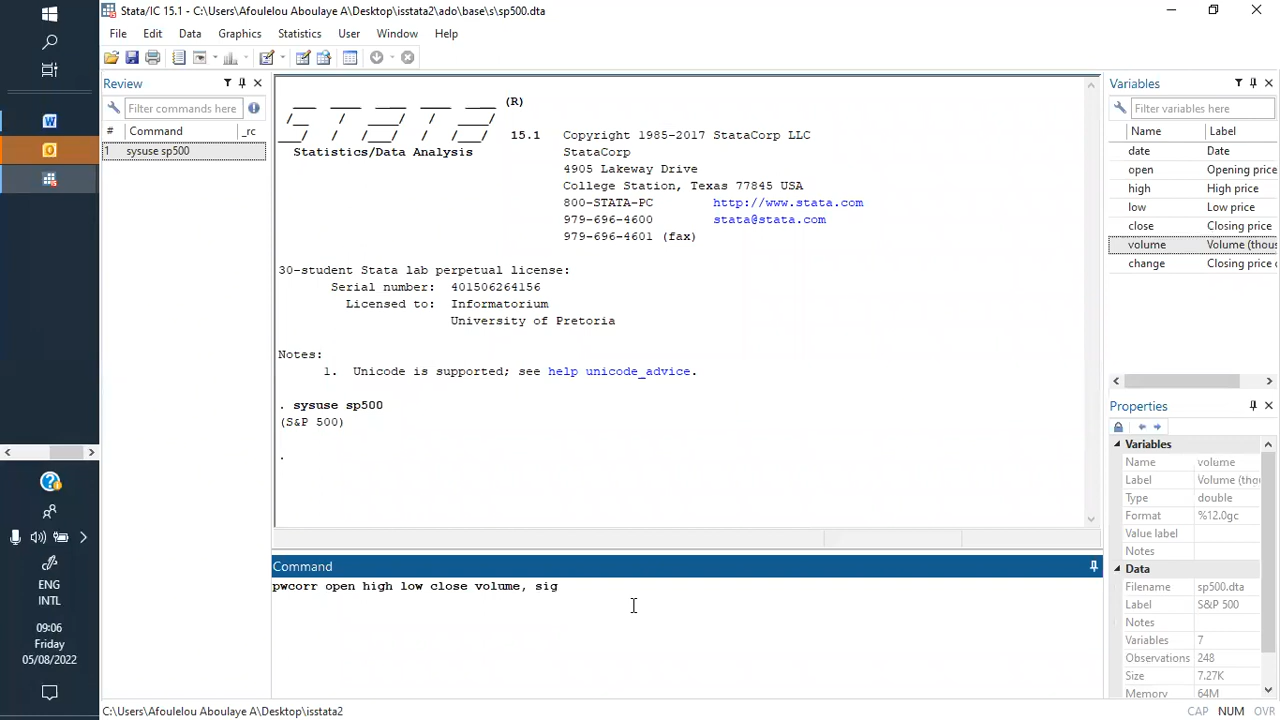 Stata/IC 15.1 - C:\Users\Afoulelou Aboulaye A\Desktop\isstata2\ado\base\s\sp500.dta
File Edit Data Graphics Statistics User Window Help
Review
Filter commands here
# Command _rc
1 sysuse sp500
(R)
15.1 Copyright 1985-2017 StataCorp LLC
Statistics/Data Analysis StataCorp
4905 Lakeway Drive
College Station, Texas 77845 USA
800-STATA-PC http://www.stata.com
979-696-4600 stata@stata.com
979-696-4601 (fax)
30-student Stata lab perpetual license:
Serial number: 401506264156
Licensed to: Informatorium
University of Pretoria
Notes:
1. Unicode is supported; see help unicode_advice.
. sysuse sp500
(S&P 500)
.
Command
pwcorr open high low close volume, sig
Variables
Filter variables here
Name Label
date Date
open Opening price
high High price
low Low price
close Closing price
volume Volume (thous
change Closing price c
Properties
Variables
Name volume
Label Volume (thou
Type double
Format %12.0gc
Value label
Notes
Data
Filename sp500.dta
Label S&P 500
Notes
Variables 7
Observations 248
Size 7.27K
Memory 64M
ENG
INTL
09:06
Friday
05/08/2022
C:\Users\Afoulelou Aboulaye A\Desktop\isstata2
CAP NUM OVR